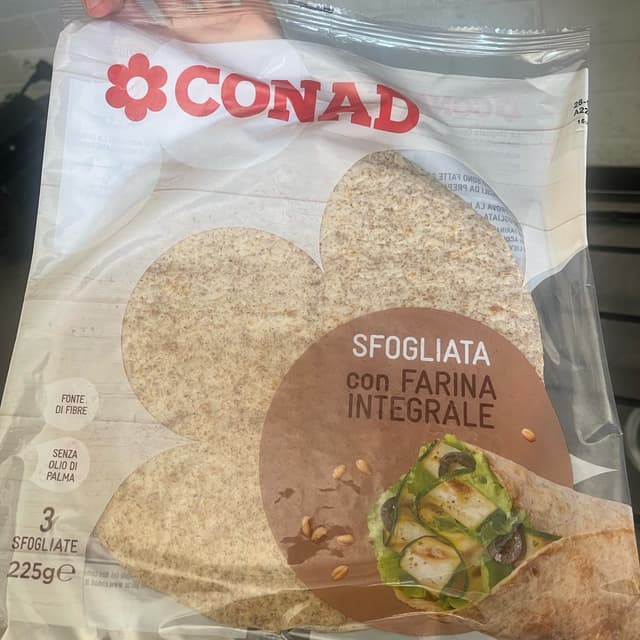 CONAD
SFOGLIATA
con FARINA
INTEGRALE
FONTE
DI FIBRE
SENZA
OLIO DI
PALMA
3
SFOGLIATE
225g e